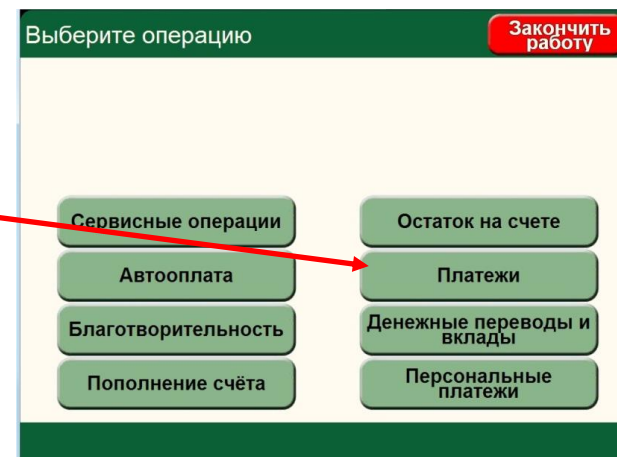 Выберите операцию
Закончить
работу
Сервисные операции
Остаток на счете
Автооплата
Платежи
Благотворительность
Денежные переводы и
вклады
Пополнение счёта
Персональные
платежи